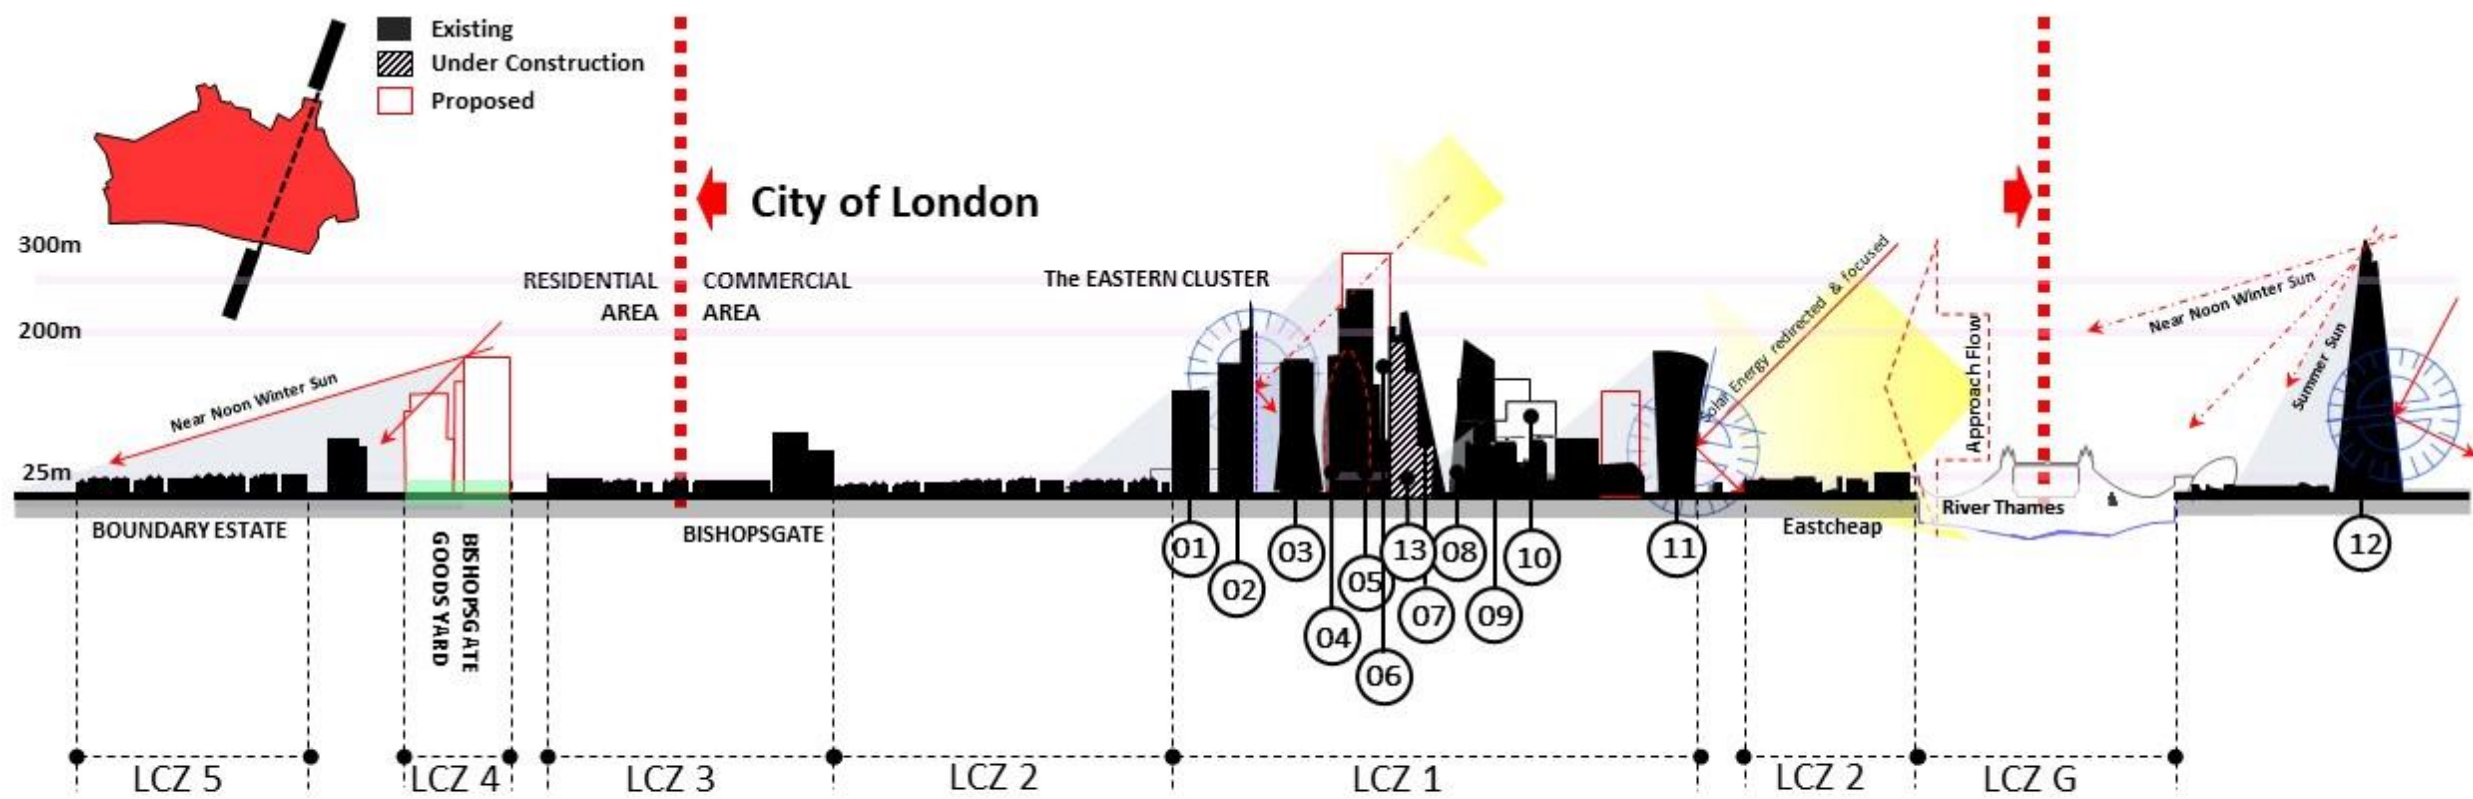 Existing
Under Construction
Proposed
City of London
300m
200m
25m
RESIDENTIAL
AREA
COMMERCIAL
AREA
The EASTERN CLUSTER
Near Noon Winter Sun
Solar Energy redirected & focused
Approach Flow
Near Noon Winter Sun
Summer Sun
BOUNDARY ESTATE
BISHOPSGATE
GOODS YARD
BISHOPSGATE
Eastcheap
River Thames
01
02
03
04
05
06
13
07
08
09
10
11
12
LCZ 5
LCZ 4
LCZ 3
LCZ 2
LCZ 1
LCZ 2
LCZ G